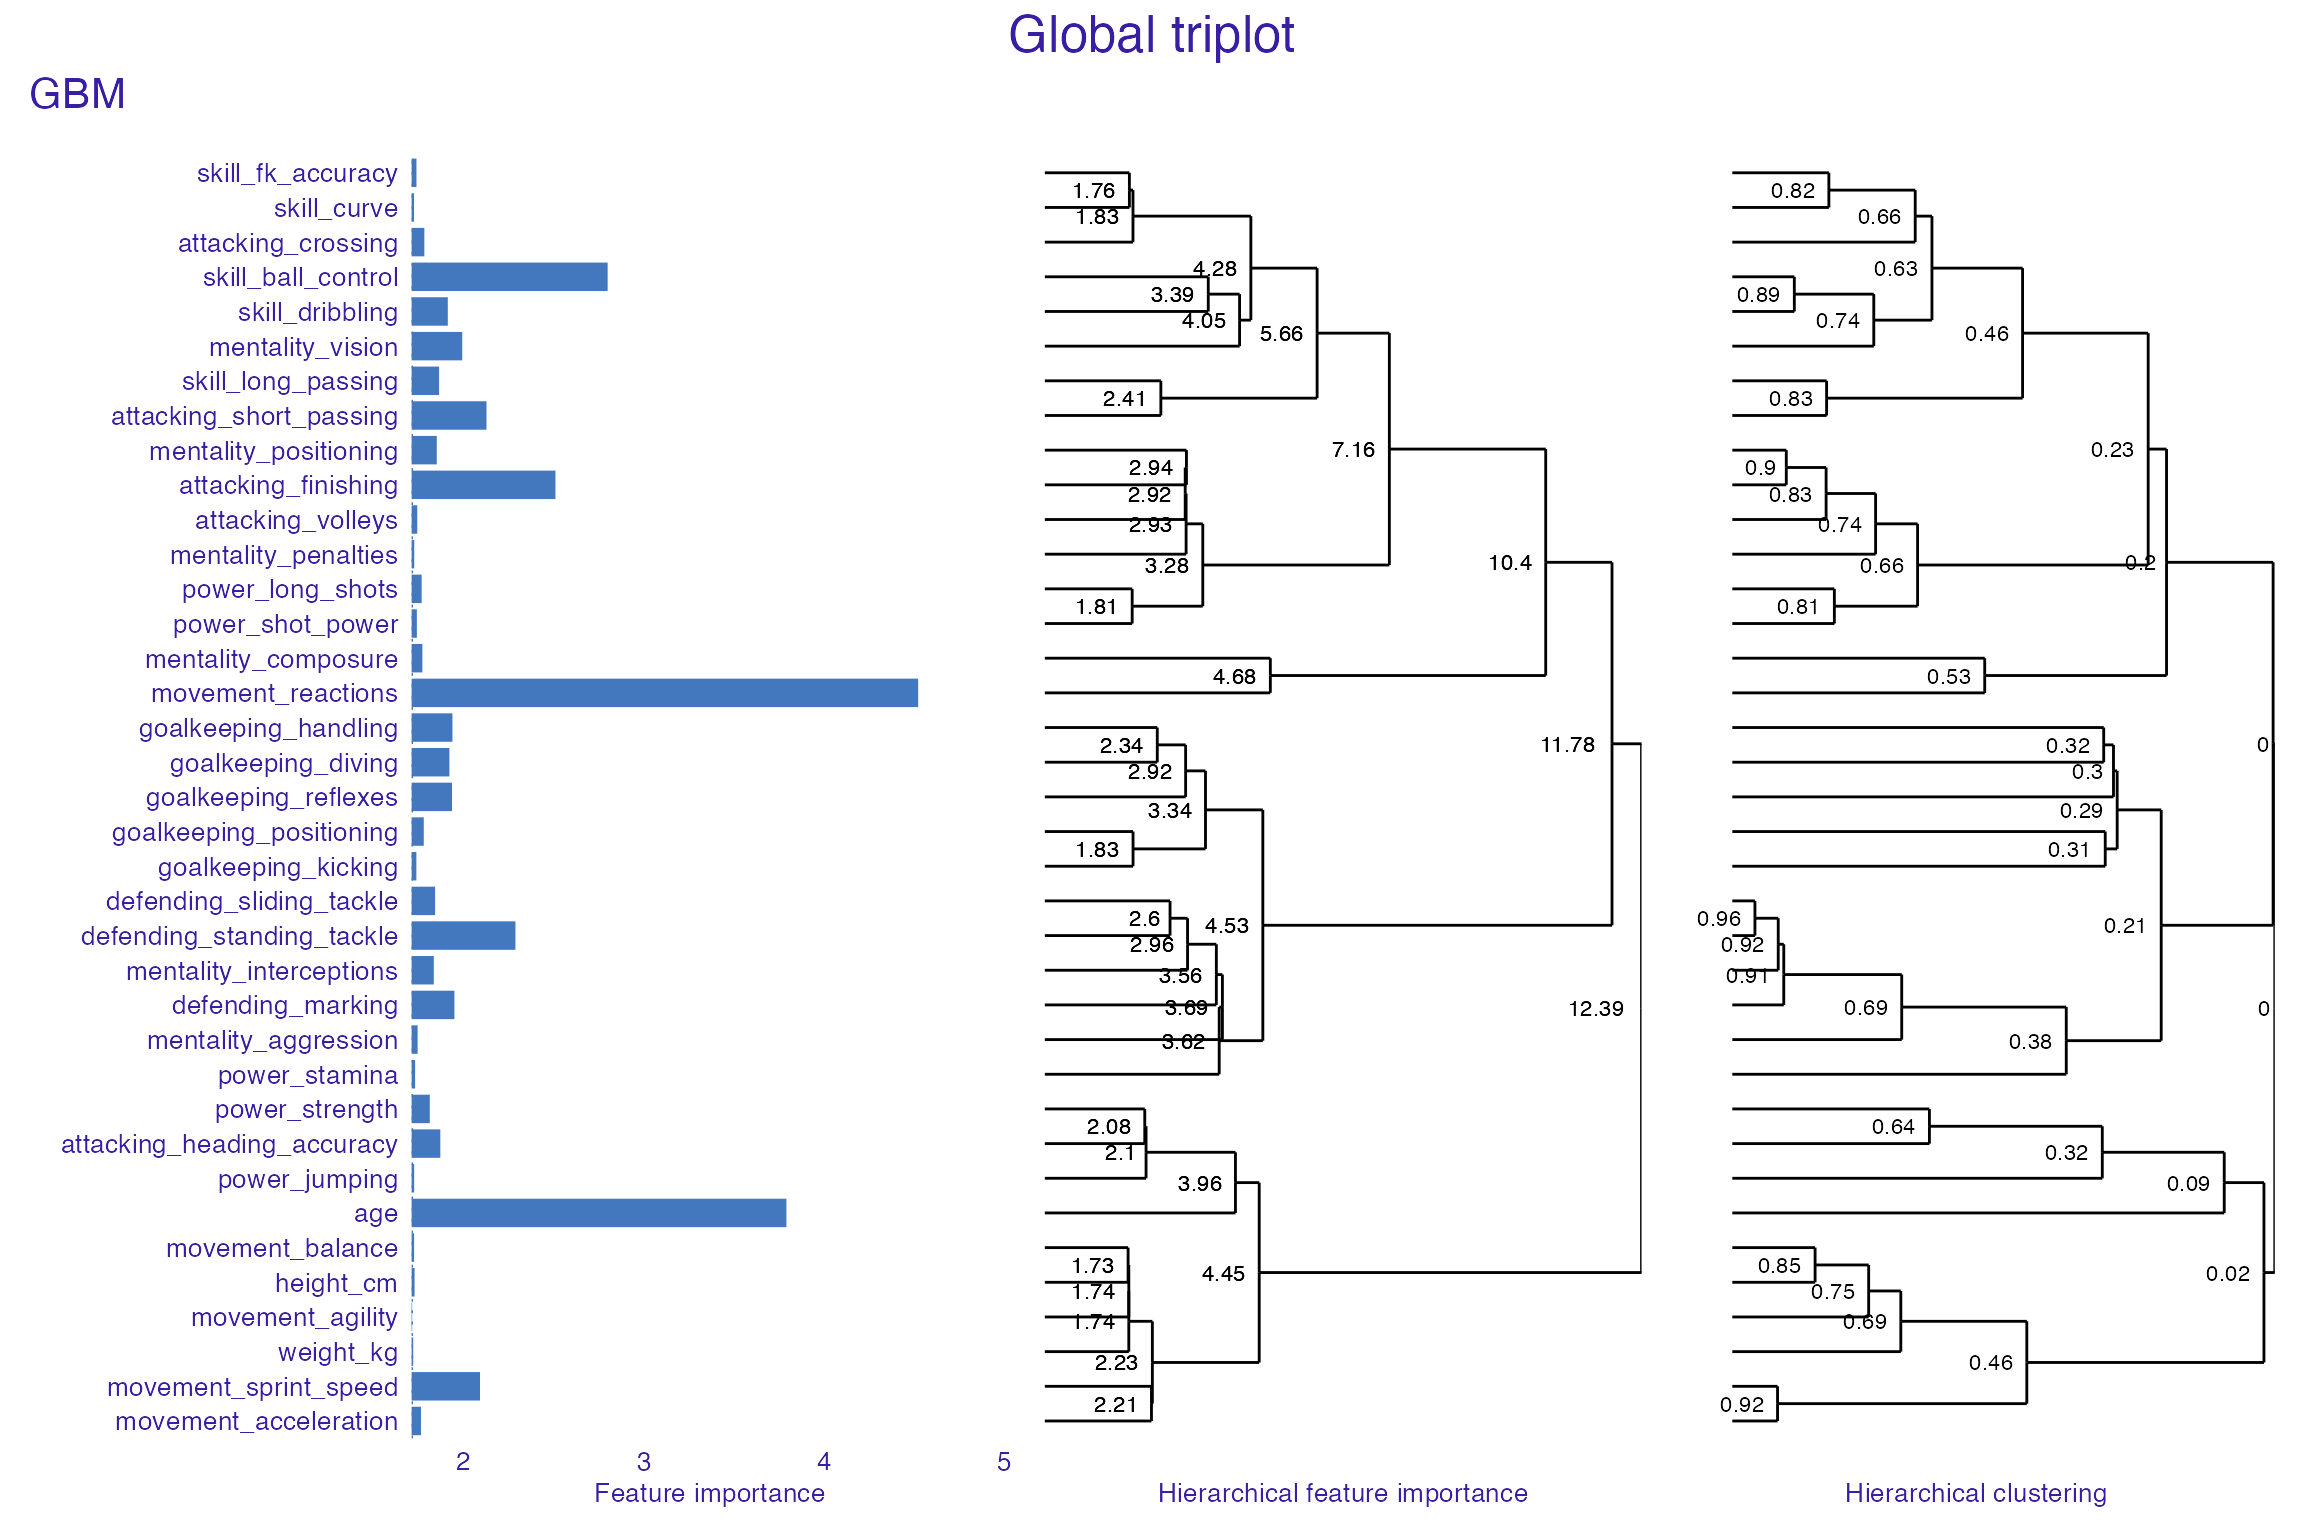 Global triplot
GBM
skill_fk_accuracy
skill_curve
attacking_crossing
skill_ball_control
skill_dribbling
mentality_vision
skill_long_passing
attacking_short_passing
mentality_positioning
attacking_finishing
attacking_volleys
mentality_penalties
power_long_shots
power_shot_power
mentality_composure
movement_reactions
goalkeeping_handling
goalkeeping_diving
goalkeeping_reflexes
goalkeeping_positioning
goalkeeping_kicking
defending_sliding_tackle
defending_standing_tackle
mentality_interceptions
defending_marking
mentality_aggression
power_stamina
power_strength
attacking_heading_accuracy
power_jumping
age
movement_balance
height_cm
movement_agility
weight_kg
movement_sprint_speed
movement_acceleration
2 3 4 5
Feature importance
1.76
1.83
4.28
3.39
4.05
5.66
2.41
7.16
2.94
2.92
2.93
3.28
10.4
1.81
4.68
2.34
11.78
2.92
3.34
1.83
2.6
4.53
2.96
3.56
3.69
12.39
3.62
2.08
2.1
3.96
1.73
4.45
1.74
1.74
2.23
2.21
Hierarchical feature importance
0.82
0.66
0.63
0.89
0.74
0.46
0.83
0.23
0.9
0.83
0.74
0.2
0.66
0.81
0.53
0.32
0
0.3
0.29
0.31
0.96
0.21
0.92
0.91
0.69
0
0.38
0.64
0.32
0.09
0.85
0.02
0.75
0.69
0.46
0.92
Hierarchical clustering